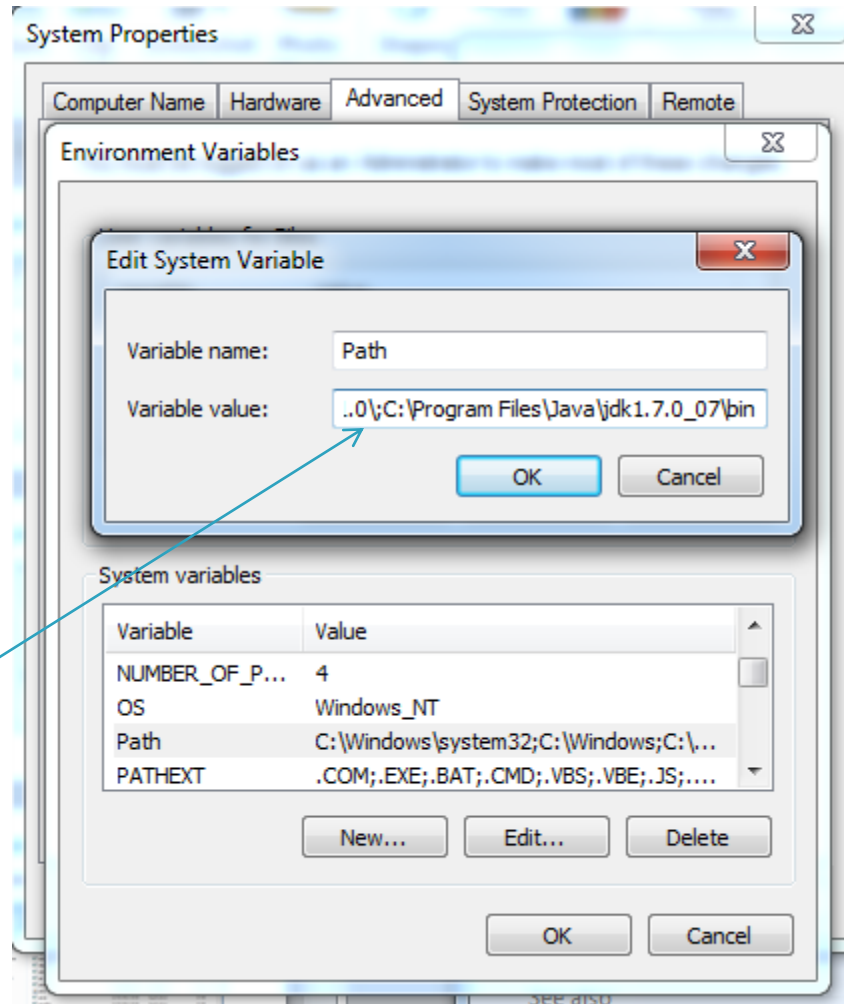 System Properties
Computer Name Hardware Advanced System Protection Remote
Environment Variables
Edit System Variable
Variable name: Path
Variable value: ..0\;C:\Program Files\Java\jdk1.7.0_07\bin
OK Cancel
System variables
Variable Value
NUMBER_OF_P... 4
OS Windows_NT
Path C:\Windows\system32;C:\Windows;C:\...
PATHEXT .COM;.EXE;.BAT;.CMD;.VBS;.VBE;.JS;....
New... Edit... Delete
OK Cancel
See also